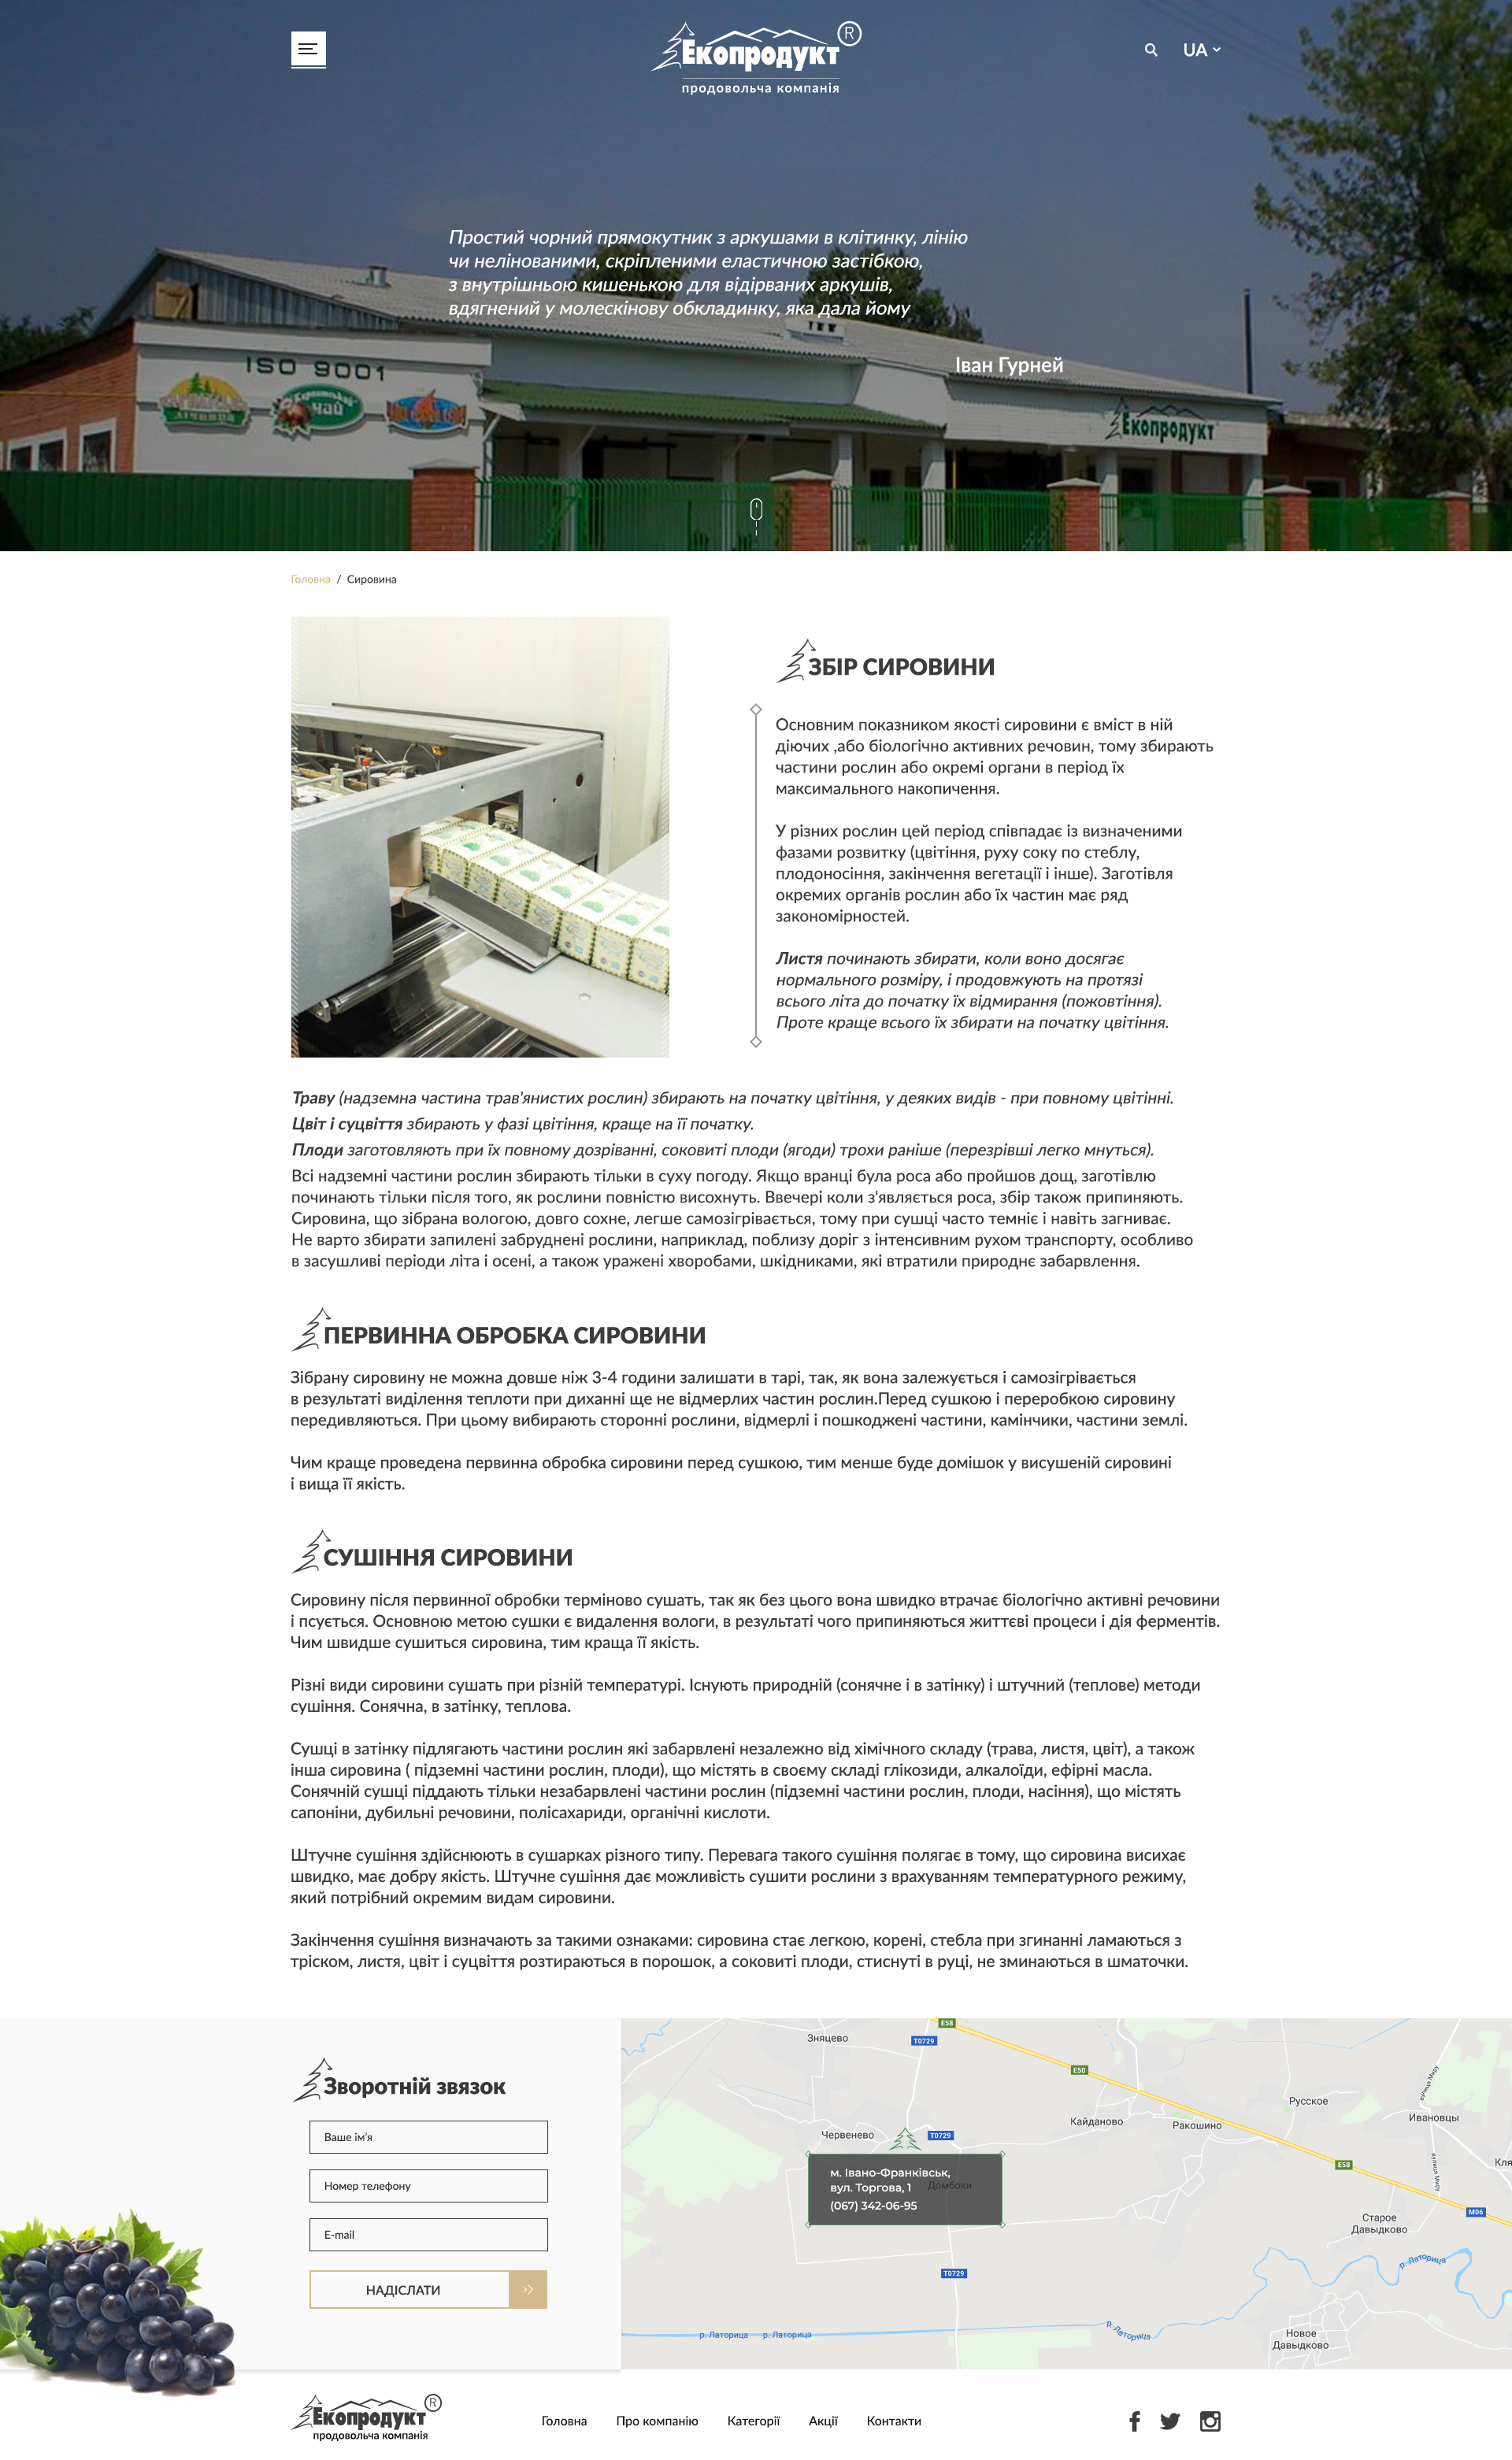 Екопродукт ®
продовольча компанія
UA
Простий чорний прямокутник з аркушами в клітинку, лінію
чи нелінованими, скріпленими еластичною застібкою,
з внутрішньою кишенькою для відірваних аркушів,
вдягнений у молескінову обкладинку, яка дала йому
Іван Гурней
ISO 9001
чай
Екопродукт
Головна / Сировина
ЗБІР СИРОВИНИ
Основним показником якості сировини є вміст в ній
діючих ,або біологічно активних речовин, тому збирають
частини рослин або окремі органи в період їх
максимального накопичення.
У різних рослин цей період співпадає із визначеними
фазами розвитку (цвітіння, руху соку по стеблу,
плодоносіння, закінчення вегетації і інше). Заготівля
окремих органів рослин або їх частин має ряд
закономірностей.
Листя починають збирати, коли воно досягає
нормального розміру, і продовжують на протязі
всього літа до початку їх відмирання (пожовтіння).
Проте краще всього їх збирати на початку цвітіння.
Траву (надземна частина трав'янистих рослин) збирають на початку цвітіння, у деяких видів - при повному цвітінні.
Цвіт і суцвіття збирають у фазі цвітіння, краще на її початку.
Плоди заготовляють при їх повному дозріванні, соковиті плоди (ягоди) трохи раніше (перезрівші легко мнуться).
Всі надземні частини рослин збирають тільки в суху погоду. Якщо вранці була роса або пройшов дощ, заготівлю
починають тільки після того, як рослини повністю висохнуть. Ввечері коли з'являється роса, збір також припиняють.
Сировина, що зібрана вологою, довго сохне, легше самозігрівається, тому при сушці часто темніє і навіть загниває.
Не варто збирати запилені забруднені рослини, наприклад, поблизу доріг з інтенсивним рухом транспорту, особливо
в засушливі періоди літа і осені, а також уражені хворобами, шкідниками, які втратили природнє забарвлення.
ПЕРВИННА ОБРОБКА СИРОВИНИ
Зібрану сировину не можна довше ніж 3-4 години залишати в тарі, так, як вона залежується і самозігрівається
в результаті виділення теплоти при диханні ще не відмерлих частин рослин.Перед сушкою і переробкою сировину
передивляються. При цьому вибирають сторонні рослини, відмерлі і пошкоджені частини, камінчики, частини землі.
Чим краще проведена первинна обробка сировини перед сушкою, тим менше буде домішок у висушеній сировині
і вища її якість.
СУШІННЯ СИРОВИНИ
Сировину після первинної обробки терміново сушать, так як без цього вона швидко втрачає біологічно активні речовини
і псується. Основною метою сушки є видалення вологи, в результаті чого припиняються життєві процеси і дія ферментів.
Чим швидше сушиться сировина, тим краща її якість.
Різні види сировини сушать при різній температурі. Існують природній (сонячне і в затінку) і штучний (теплове) методи
сушіння. Сонячна, в затінку, теплова.
Сушці в затінку підлягають частини рослин які забарвлені незалежно від хімічного складу (трава, листя, цвіт), а також
інша сировина ( підземні частини рослин, плоди), що містять в своєму складі глікозиди, алкалоїди, ефірні масла.
Сонячній сушці піддають тільки незабарвлені частини рослин (підземні частини рослин, плоди, насіння), що містять
сапоніни, дубильні речовини, полісахариди, органічні кислоти.
Штучне сушіння здійснюють в сушарках різного типу. Перевага такого сушіння полягає в тому, що сировина висихає
швидко, має добру якість. Штучне сушіння дає можливість сушити рослини з врахуванням температурного режиму,
який потрібний окремим видам сировини.
Закінчення сушіння визначають за такими ознаками: сировина стає легкою, корені, стебла при згинанні ламаються з
тріском, листя, цвіт і суцвіття розтираються в порошок, а соковиті плоди, стиснуті в руці, не зминаються в шматочки.
Зворотній звязок
Ваше ім'я
Номер телефону
E-mail
НАДІСЛАТИ
E58
Зняцево
T0729
E50
улица Миру
Русское
Ивановцы
Кайданово
Ракошино
Червенево
T0729
E58
улица Миру
Кля
м. Івано-Франківськ,
вул. Торгова, 1
(067) 342-06-95
Домбоки
M06
Старое
Давыдково
р. Латорица
T0729
р. Латорица
р. Латорица
р. Латорица
Новое
Давыдково
Екопродукт ®
продовольча компанія
Головна
Про компанію
Категорії
Акції
Контакти